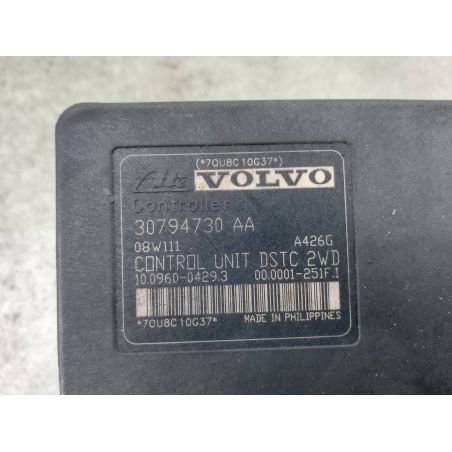 (*70U8C10G37*)
Ate VOLVO
Controller
30794730 AA
08W111 A426G
CONTROL UNIT DSTC 2WD
10.0960-0429.3 00.0001-251F.1
*70U8C10G37* MADE IN PHILIPPINES